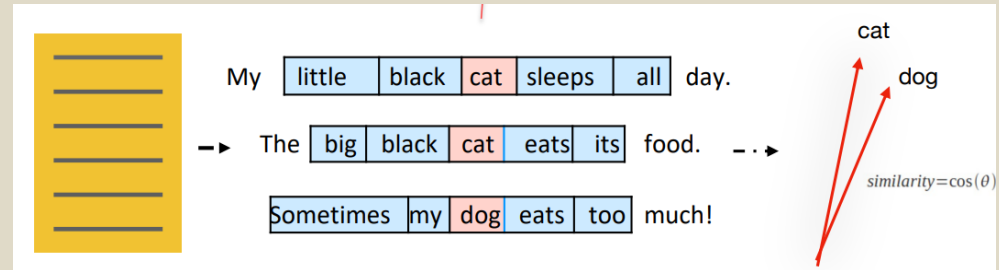 cat
dog
My little black cat sleeps all day.
The big black cat eats its food.
similarity=cos(θ)
Sometimes my dog eats too much!